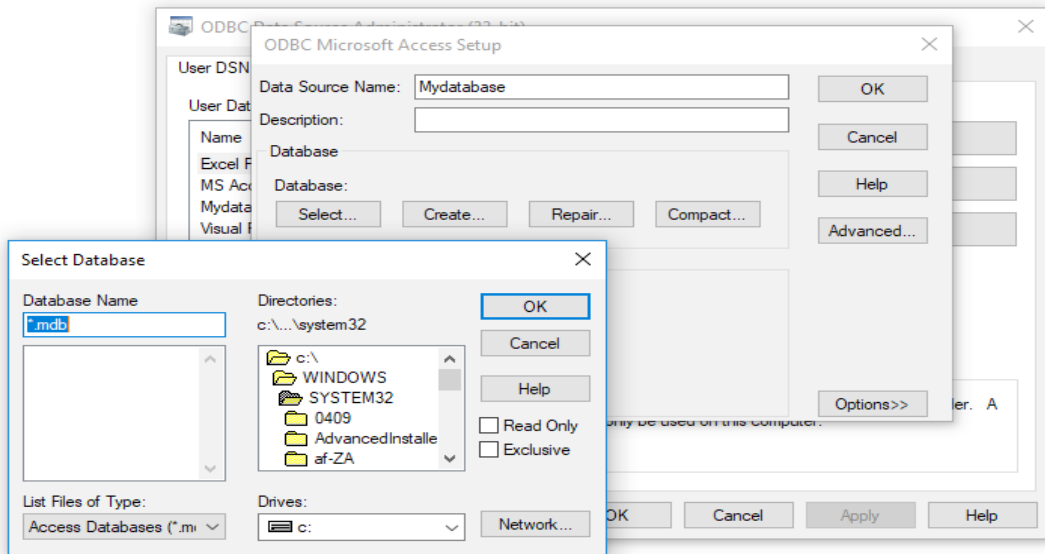 ODBC Data Source Administrator (32-bit)
ODBC Microsoft Access Setup
User DSN
User Dat
Name
Excel F
MS Acc
Mydata
Visual F
Data Source Name: Mydatabase
Description:
Database
Database:
Select... Create... Repair... Compact...
OK
Cancel
Help
Advanced...
Options>>
Select Database
Database Name
*.mdb
List Files of Type:
Access Databases (*.m
Directories:
c:\...\system32
c:\
WINDOWS
SYSTEM32
0409
AdvancedInstalle
af-ZA
Drives:
c:
OK
Cancel
Help
Read Only
Exclusive
Network...
der. A
only be used on this computer.
OK Cancel Apply Help